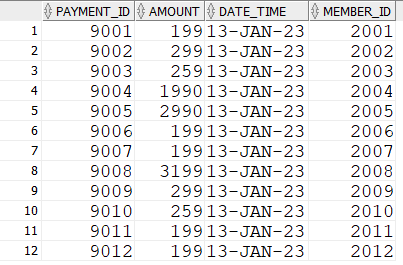 PAYMENT_ID AMOUNT DATE_TIME MEMBER_ID
1 9001 199 13-JAN-23 2001
2 9002 299 13-JAN-23 2002
3 9003 259 13-JAN-23 2003
4 9004 1990 13-JAN-23 2004
5 9005 2990 13-JAN-23 2005
6 9006 199 13-JAN-23 2006
7 9007 199 13-JAN-23 2007
8 9008 3199 13-JAN-23 2008
9 9009 299 13-JAN-23 2009
10 9010 259 13-JAN-23 2010
11 9011 199 13-JAN-23 2011
12 9012 199 13-JAN-23 2012